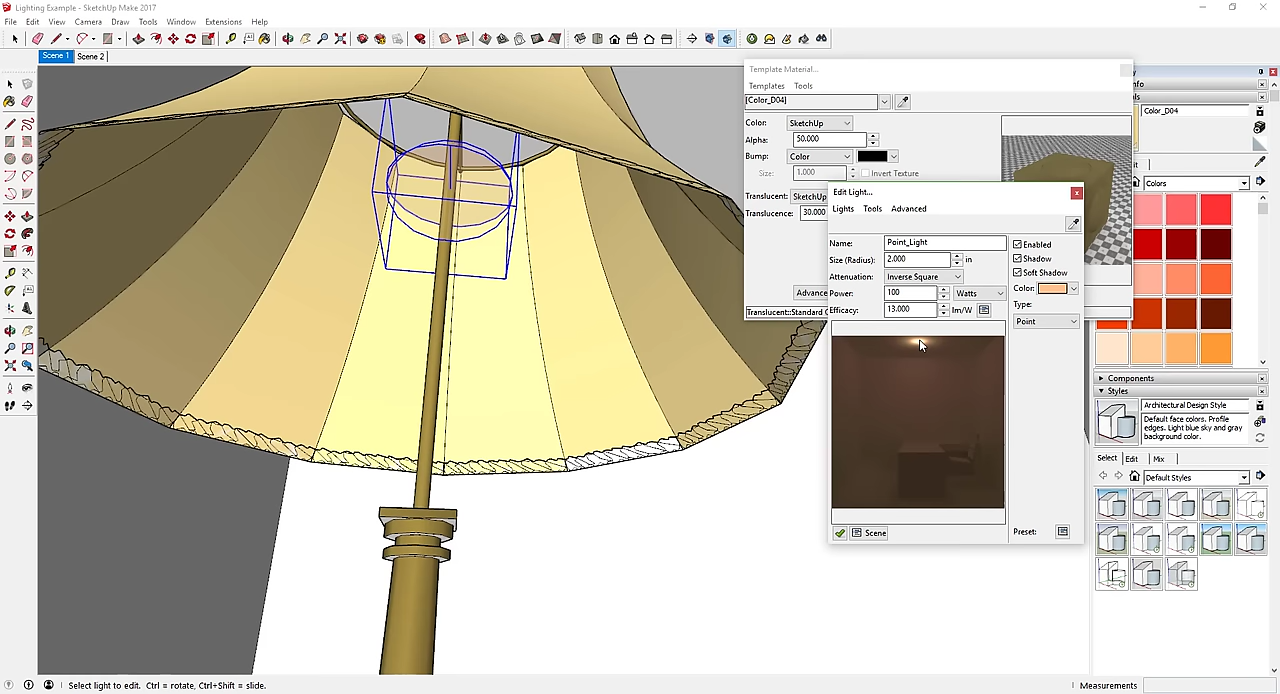 Lighting Example - SketchUp Make 2017
File Edit View Camera Draw Tools Window Extensions Help
Scene 1 Scene 2
Template Material...
Templates Tools
[Color_D04]
Color: SketchUp
Alpha: 50.000
Bump: Color
Size: 1.000 Invert Texture
Translucent: SketchUp
Translucence: 30.000
Advance
Translucent::Standard
Edit Light...
Lights Tools Advanced
Name: Point_Light
Enabled
Size (Radius): 2.000 in
Shadow
Attenuation: Inverse Square
Soft Shadow
Power: 100 Watts
Color:
Efficacy: 13.000 lm/W
Type:
Point
Scene
Preset:
Color_D04
Colors
Components
Styles
Architectural Design Style
Default face colors. Profile
edges. Light blue sky and gray
background color.
Select Edit Mix
Default Styles
Select light to edit. Ctrl = rotate, Ctrl+Shift = slide.
Measurements